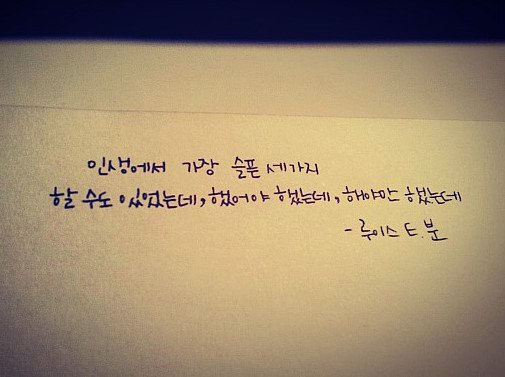 인생에서 가장 슬픈 세가지
할 수도 있었는데, 했어야 했는데, 해야만 했는데
- 루이스 E. 분